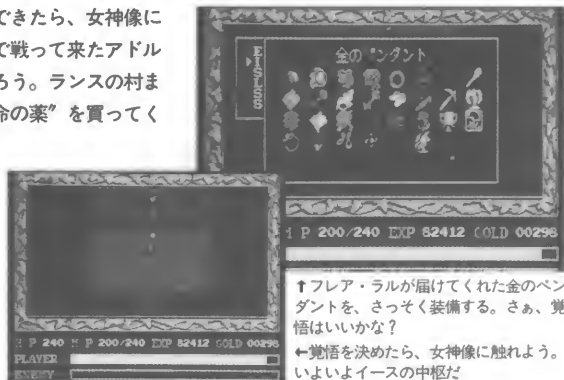 できたら、女神像に
で戦って来たアドル
ろう。ランスの村ま
命の薬〟を買ってく
金のペンダント
H P 200/240 EXP 82412 GOLD 00298
H P 240 H P 200/240 EXP 82412 GOLD 00298
PLAYER
ENEMY
↑フレア・ラルが届けてくれた金のペン
ダントを、さっそく装備する。さぁ、覚
悟はいいかな？
←覚悟を決めたら、女神像に触れよう。
いよいよイースの中枢だ